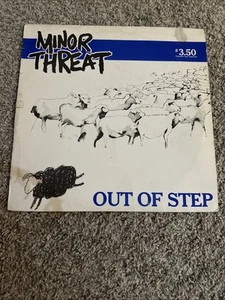 MINOR
THREAT
$3.50
OUT OF STEP